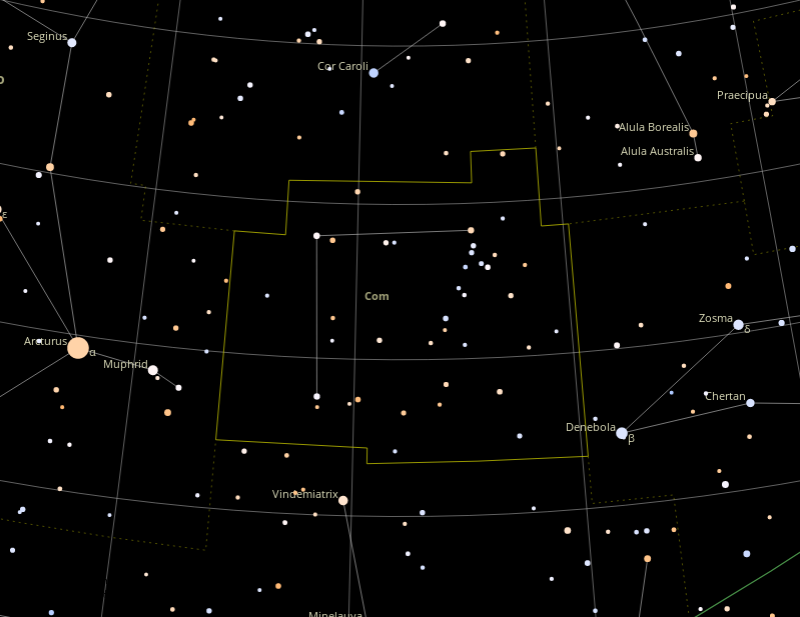 Seginus
Cor Caroli
Praecipua
Alula Borealis
Alula Australis
ε
Com
Zosma
δ
Arcturus
α
Muphrid
Chertan
Denebola
β
Vindemiatrix
Minelauva